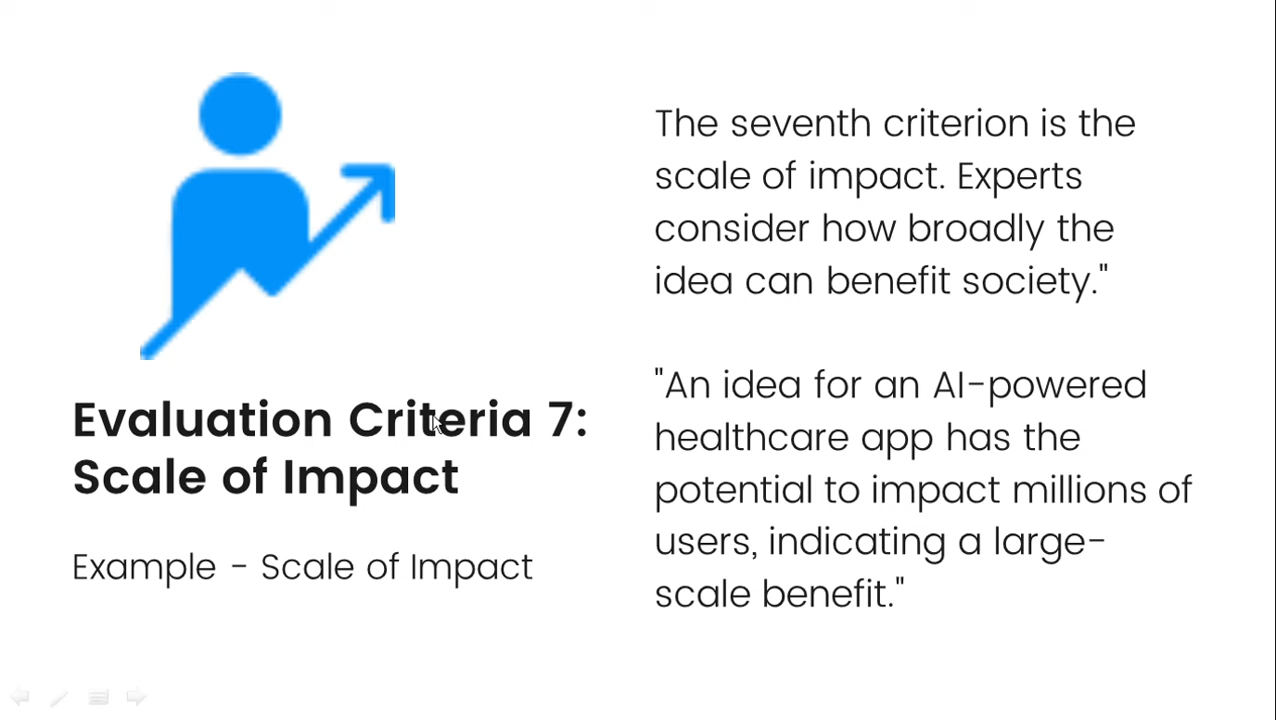 Evaluation Criteria 7:
Scale of Impact
Example - Scale of Impact
The seventh criterion is the
scale of impact. Experts
consider how broadly the
idea can benefit society."
"An idea for an AI-powered
healthcare app has the
potential to impact millions of
users, indicating a large-
scale benefit."